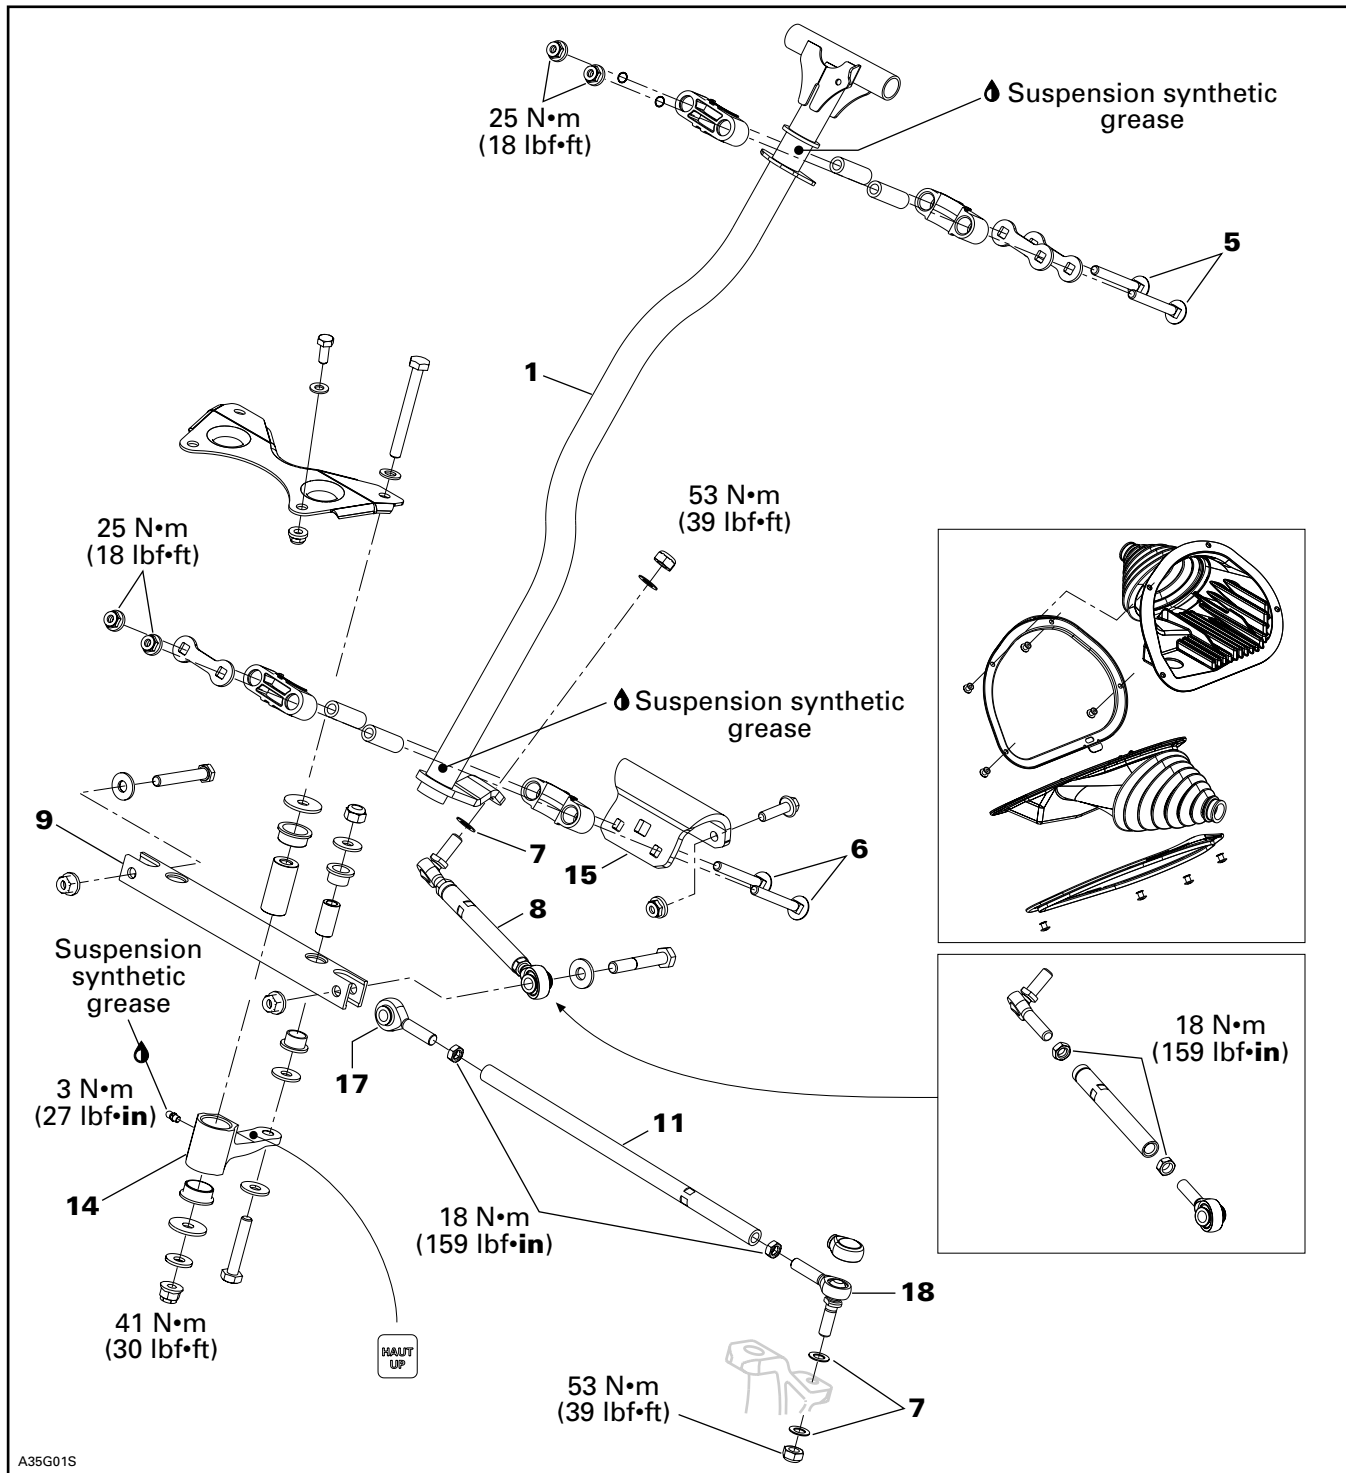 25 N•m
(18 lbf•ft)
Suspension synthetic
grease
5
1
53 N•m
(39 lbf•ft)
25 N•m
(18 lbf•ft)
Suspension synthetic
grease
9
7
15
6
8
Suspension
synthetic
grease
17
18 N•m
(159 lbf•in)
3 N•m
(27 lbf•in)
11
14
18 N•m
(159 lbf•in)
18
41 N•m
(30 lbf•ft)
HAUT
UP
53 N•m
(39 lbf•ft)
7
A35G01S